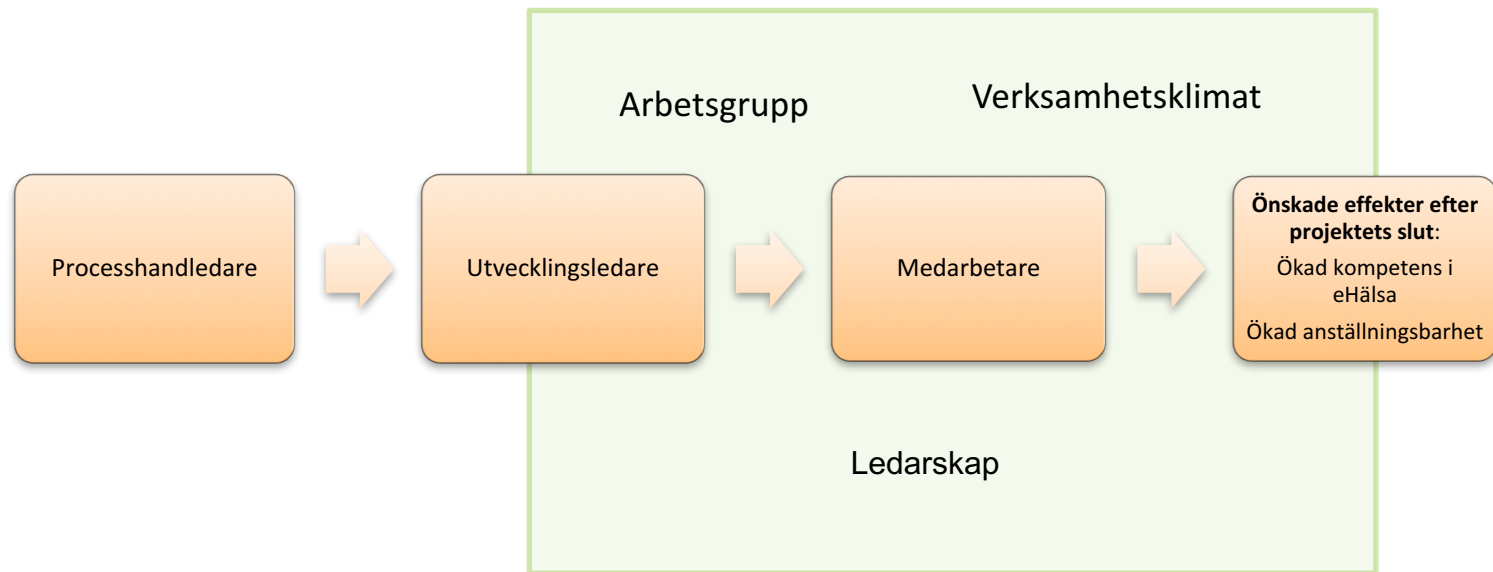 Arbetsgrupp
Verksamhetsklimat
Processhandledare
Utvecklingsledare
Medarbetare
Önskade effekter efter
projektets slut:
Ökad kompetens i
eHälsa
Ökad anställningsbarhet
Ledarskap